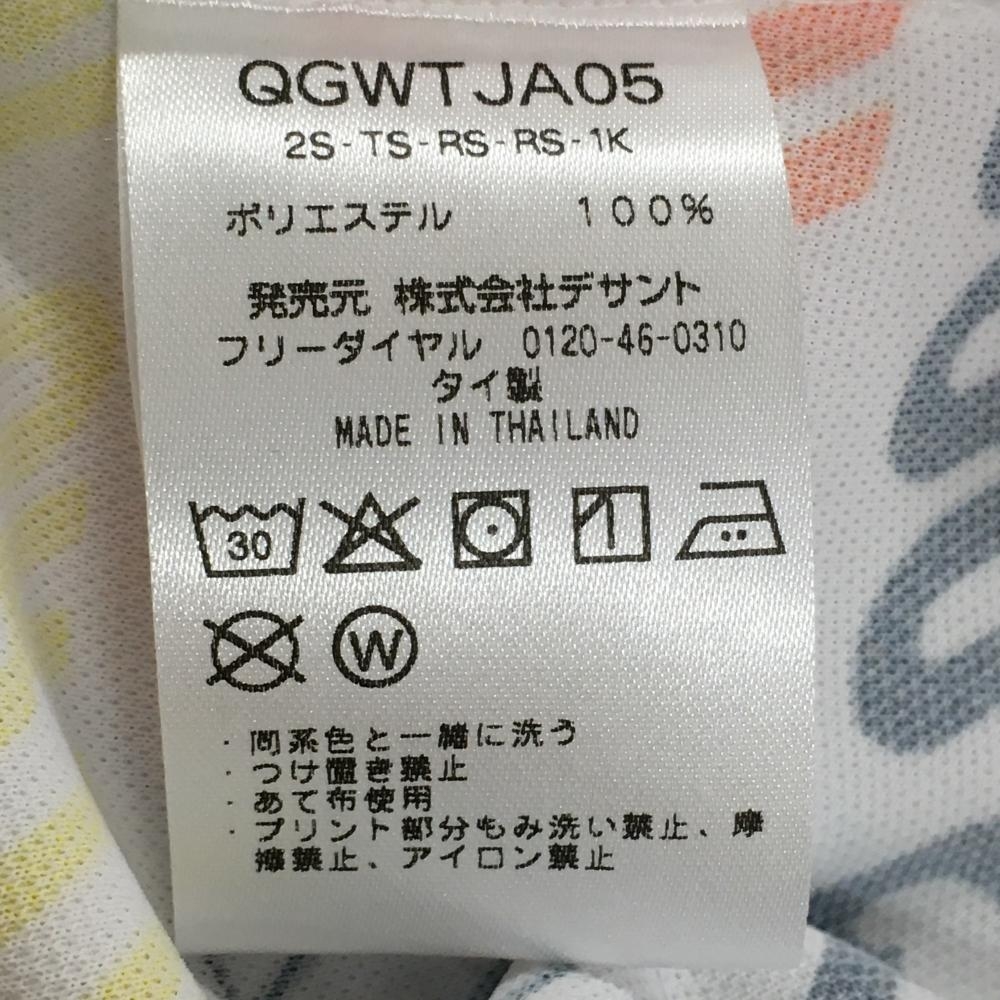 QGWTJA05
2S-TS-RS-RS-1K
ポリエステル 100%
発売元 株式会社デサント
フリーダイヤル 0120-46-0310
タイ製
MADE IN THAILAND
30
W
・同系色と一緒に洗う
・つけ置き禁止
・あて布使用
・プリント部分もみ洗い禁止、摩
擦禁止、アイロン禁止